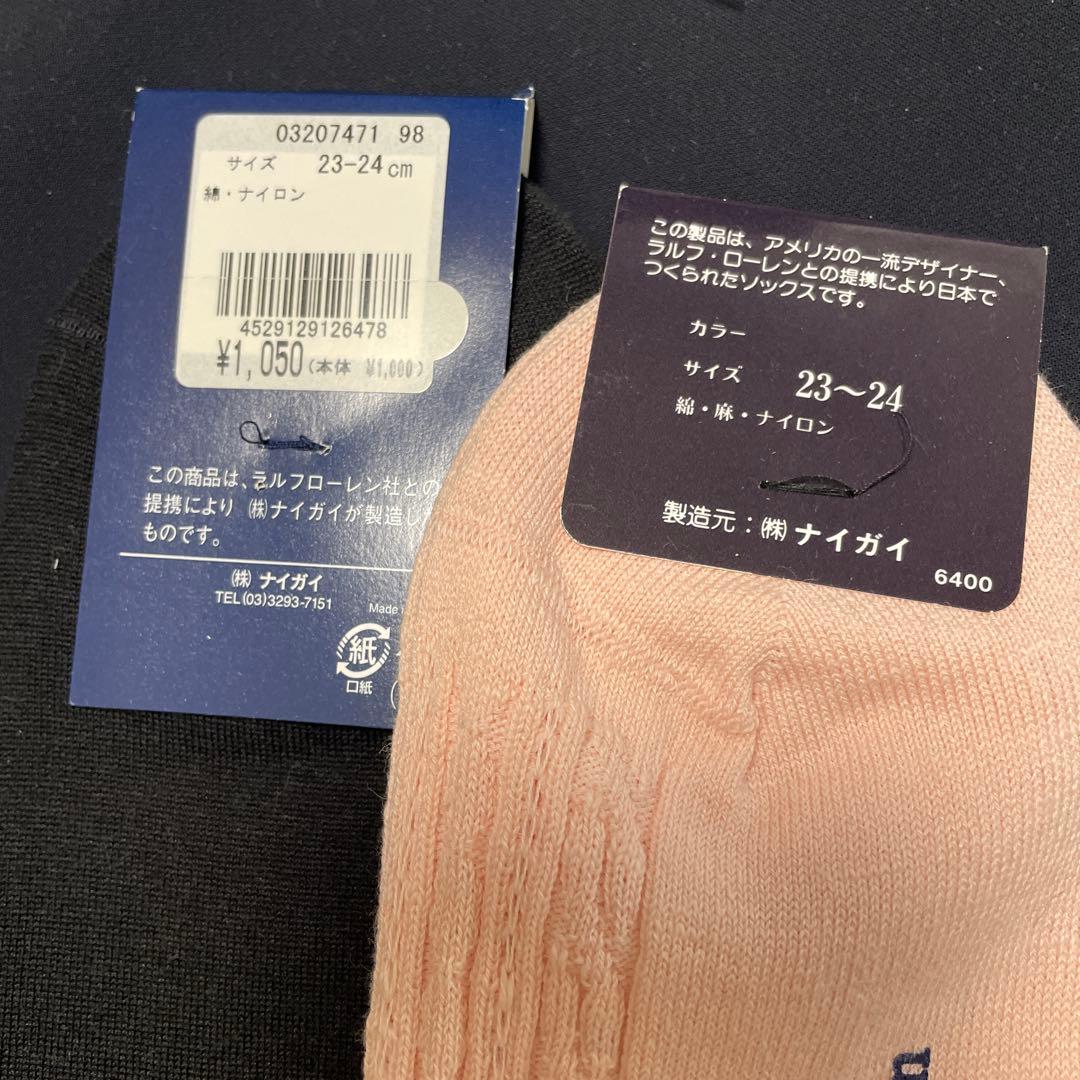 03207471 98
サイズ 23-24cm
綿・ナイロン
4529129126478
¥1,050(本体 ¥1,000)
この商品は、ラルフローレン社との
提携により ㈱ナイガイが製造し
ものです。
㈱ ナイガイ
TEL(03)3293-7151
Made
紙
口紙
この製品は、アメリカの一流デザイナー、
ラルフ・ローレンとの提携により日本で
つくられたソックスです。
カラー
サイズ 23〜24
綿・麻・ナイロン
製造元：㈱ ナイガイ
6400